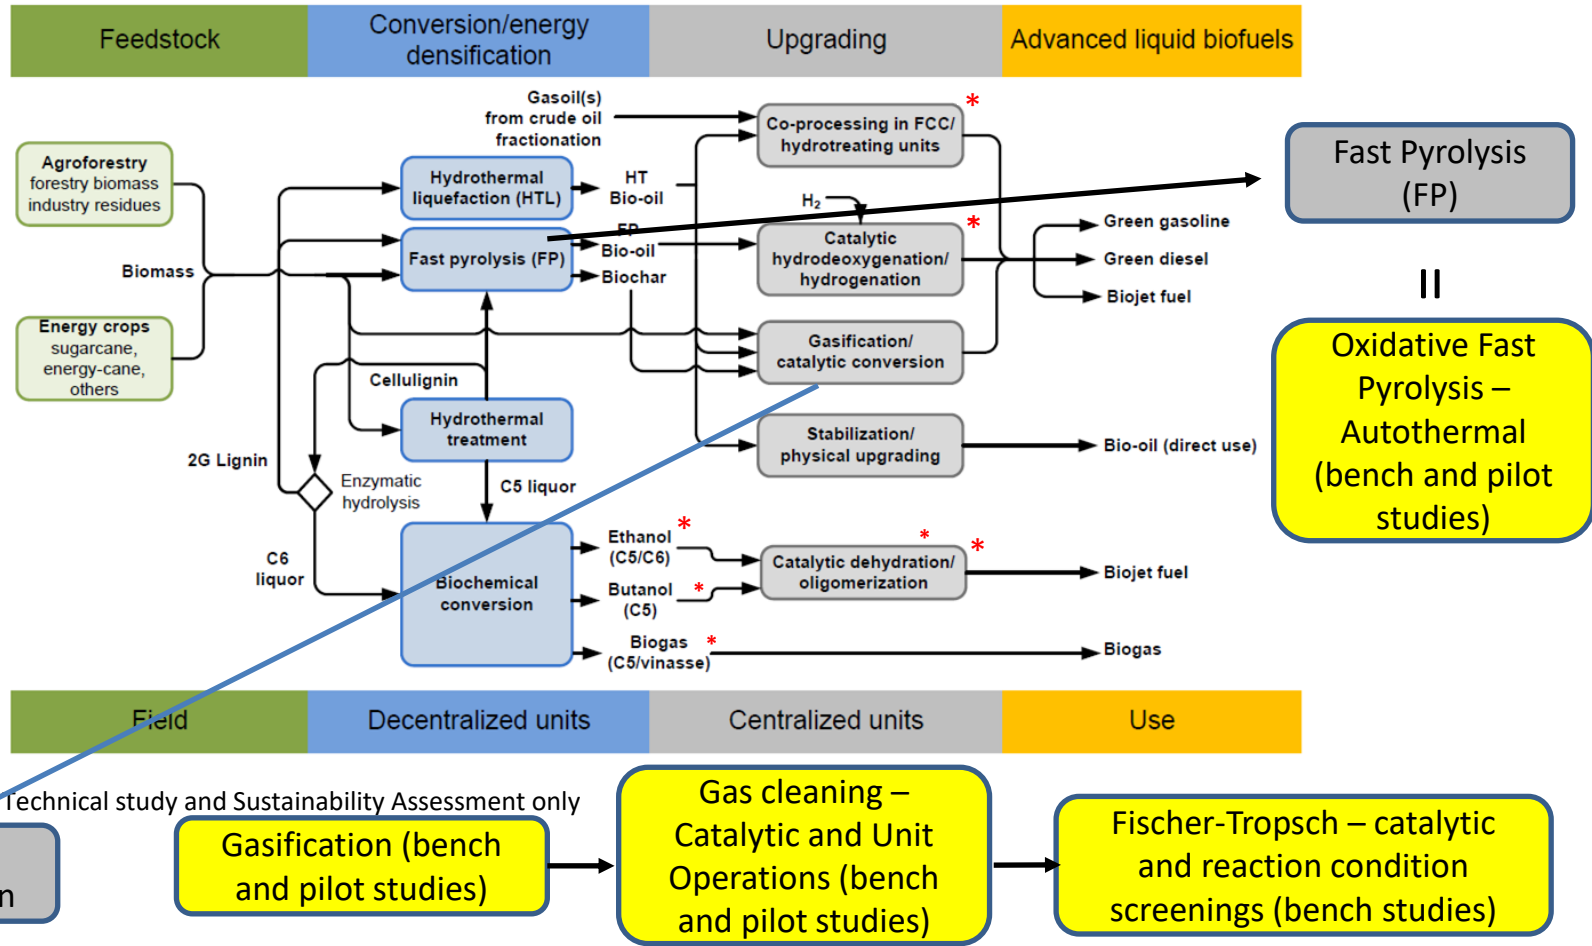 Feedstock
Conversion/energy
densification
Upgrading
Advanced liquid biofuels
Gasoil(s)
from crude oil
fractionation
*
Co-processing in FCC/
hydrotreating units
Agroforestry
forestry biomass
industry residues
Hydrothermal
liquefaction (HTL)
HT
Bio-oil
H2
*
Fast Pyrolysis
(FP)
Fast pyrolysis (FP)
FP
Bio-oil
Biochar
Catalytic
hydrodeoxygenation/
hydrogenation
Green gasoline
Green diesel
Biojet fuel
Biomass
=
Energy crops
sugarcane,
energy-cane,
others
Gasification/
catalytic conversion
Oxidative Fast
Pyrolysis –
Autothermal
(bench and pilot
studies)
Cellulignin
Hydrothermal
treatment
Stabilization/
physical upgrading
Bio-oil (direct use)
2G Lignin
Enzymatic
hydrolysis
C5 liquor
C6
liquor
Biochemical
conversion
Ethanol *
(C5/C6)
Butanol *
(C5)
Biogas *
(C5/vinasse)
* *
Catalytic dehydration/
oligomerization
Biojet fuel
Biogas
Field
Decentralized units
Centralized units
Use
Technical study and Sustainability Assessment only
n
Gasification (bench
and pilot studies)
Gas cleaning –
Catalytic and Unit
Operations (bench
and pilot studies)
Fischer-Tropsch – catalytic
and reaction condition
screenings (bench studies)